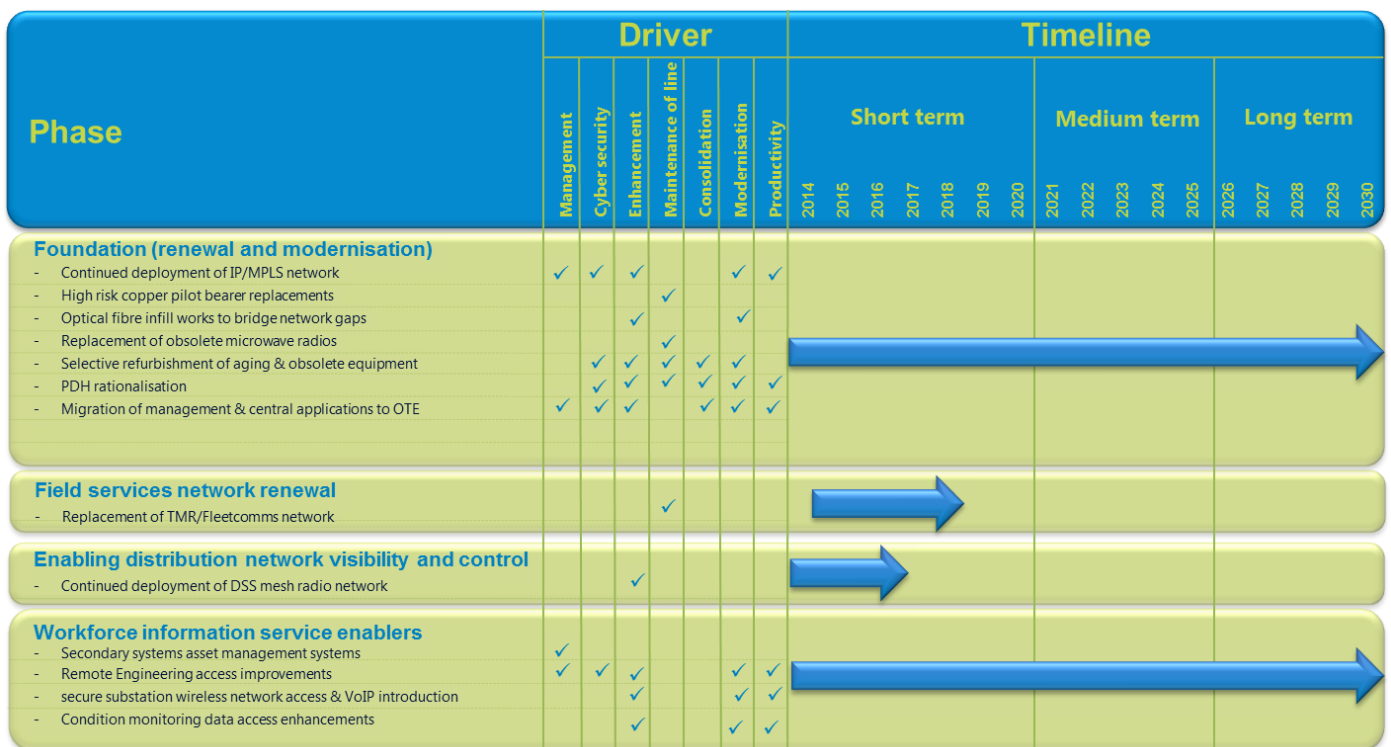 Driver
Timeline
Phase
Management
Cyber security
Enhancement
Maintenance of line
Consolidation
Modernisation
Productivity
Short term
Medium term
Long term
2014
2015
2016
2017
2018
2019
2020
2021
2022
2023
2024
2025
2026
2027
2028
2029
2030
Foundation (renewal and modernisation)
- Continued deployment of IP/MPLS network
- High risk copper pilot bearer replacements
- Optical fibre infill works to bridge network gaps
- Replacement of obsolete microwave radios
- Selective refurbishment of aging & obsolete equipment
- PDH rationalisation
- Migration of management & central applications to OTE
Field services network renewal
- Replacement of TMR/Fleetcomms network
Enabling distribution network visibility and control
- Continued deployment of DSS mesh radio network
Workforce information service enablers
- Secondary systems asset management systems
- Remote Engineering access improvements
- secure substation wireless network access & VoIP introduction
- Condition monitoring data access enhancements